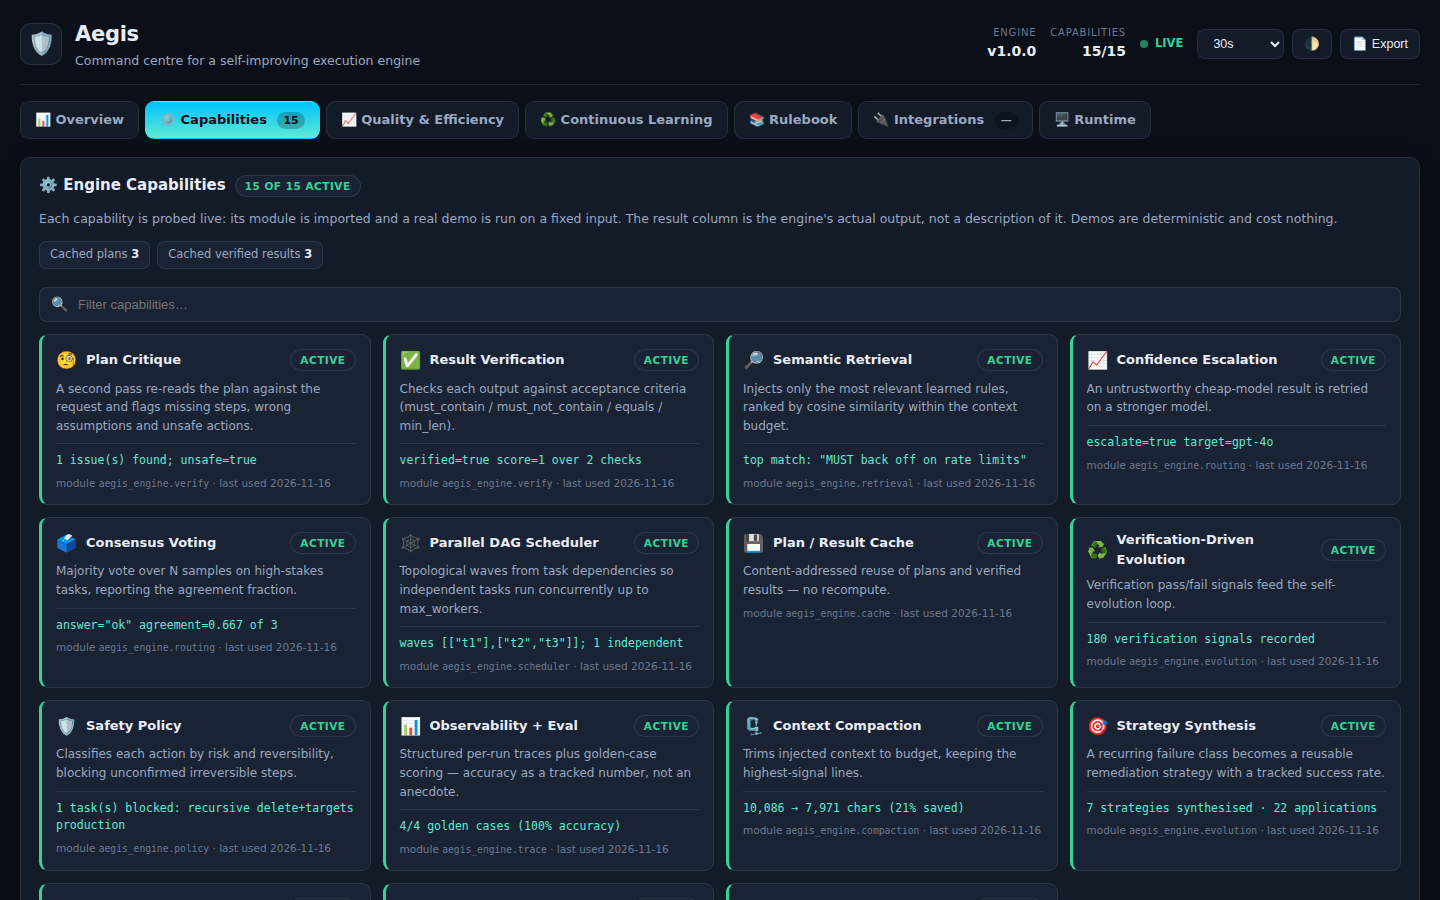 Aegis
Command centre for a self-improving execution engine
ENGINE
v1.0.0
CAPABILITIES
15/15
LIVE
30s
Export
Overview
Capabilities 15
Quality & Efficiency
Continuous Learning
Rulebook
Integrations —
Runtime
Engine Capabilities 15 OF 15 ACTIVE
Each capability is probed live: its module is imported and a real demo is run on a fixed input. The result column is the engine's actual output, not a description of it. Demos are deterministic and cost nothing.
Cached plans 3
Cached verified results 3
Filter capabilities…
Plan Critique ACTIVE
A second pass re-reads the plan against the
request and flags missing steps, wrong
assumptions and unsafe actions.
1 issue(s) found; unsafe=true
module aegis_engine.verify · last used 2026-11-16
Result Verification ACTIVE
Checks each output against acceptance criteria
(must_contain / must_not_contain / equals /
min_len).
verified=true score=1 over 2 checks
module aegis_engine.verify · last used 2026-11-16
Semantic Retrieval ACTIVE
Injects only the most relevant learned rules,
ranked by cosine similarity within the context
budget.
top match: "MUST back off on rate limits"
module aegis_engine.retrieval · last used 2026-11-16
Confidence Escalation ACTIVE
An untrustworthy cheap-model result is retried
on a stronger model.
escalate=true target=gpt-4o
module aegis_engine.routing · last used 2026-11-16
Consensus Voting ACTIVE
Majority vote over N samples on high-stakes
tasks, reporting the agreement fraction.
answer="ok" agreement=0.667 of 3
module aegis_engine.routing · last used 2026-11-16
Parallel DAG Scheduler ACTIVE
Topological waves from task dependencies so
independent tasks run concurrently up to
max_workers.
waves [["t1"],["t2","t3"]]; 1 independent
module aegis_engine.scheduler · last used 2026-11-16
Plan / Result Cache ACTIVE
Content-addressed reuse of plans and verified
results — no recompute.
module aegis_engine.cache · last used 2026-11-16
Verification-Driven
Evolution ACTIVE
Verification pass/fail signals feed the self-
evolution loop.
180 verification signals recorded
module aegis_engine.evolution · last used 2026-11-16
Safety Policy ACTIVE
Classifies each action by risk and reversibility,
blocking unconfirmed irreversible steps.
1 task(s) blocked: recursive delete+targets
production
module aegis_engine.policy · last used 2026-11-16
Observability + Eval ACTIVE
Structured per-run traces plus golden-case
scoring — accuracy as a tracked number, not an
anecdote.
4/4 golden cases (100% accuracy)
module aegis_engine.trace · last used 2026-11-16
Context Compaction ACTIVE
Trims injected context to budget, keeping the
highest-signal lines.
10,086 → 7,971 chars (21% saved)
module aegis_engine.compaction · last used 2026-11-16
Strategy Synthesis ACTIVE
A recurring failure class becomes a reusable
remediation strategy with a tracked success rate.
7 strategies synthesised · 22 applications
module aegis_engine.evolution · last used 2026-11-16